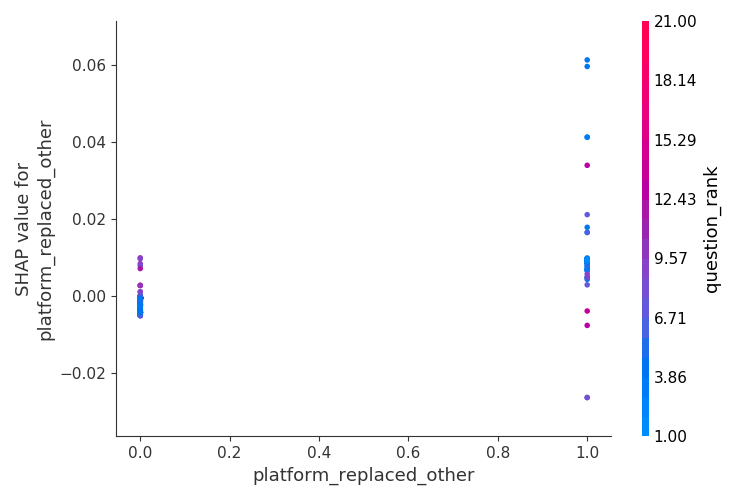 0.06
0.04
0.02
0.00
−0.02
SHAP value for
platform_replaced_other
0.0 0.2 0.4 0.6 0.8 1.0
platform_replaced_other
21.00
18.14
15.29
12.43
9.57
6.71
3.86
1.00
question_rank